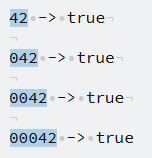 42 -> true
042 -> true
0042 -> true
00042 -> true